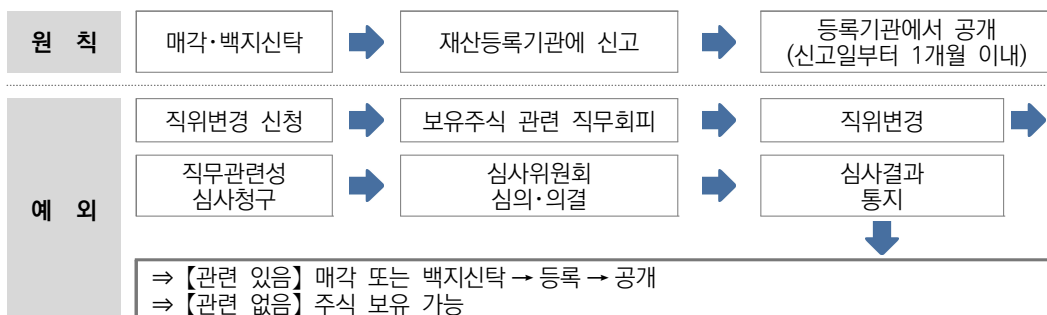 원 칙
매각·백지신탁
재산등록기관에 신고
등록기관에서 공개
(신고일부터 1개월 이내)
예 외
직위변경 신청
보유주식 관련 직무회피
직위변경
직무관련성
심사청구
심사위원회
심의·의결
심사결과
통지
⇒ 【관련 있음】 매각 또는 백지신탁 → 등록 → 공개
⇒ 【관련 없음】 주식 보유 가능